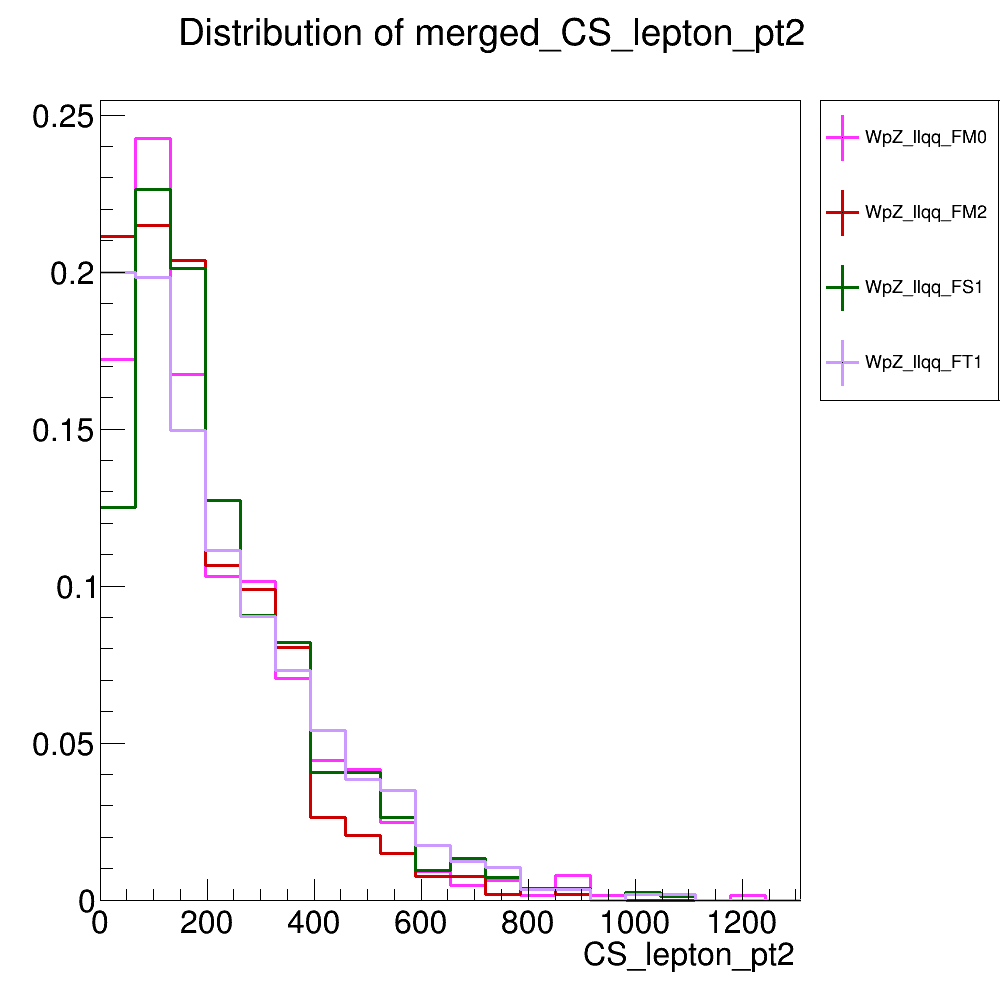 Distribution of merged_CS_lepton_pt2
0.25
0.2
0.15
0.1
0.05
0
0 200 400 600 800 1000 1200
CS_lepton_pt2
WpZ_llqq_FM0
WpZ_llqq_FM2
WpZ_llqq_FS1
WpZ_llqq_FT1